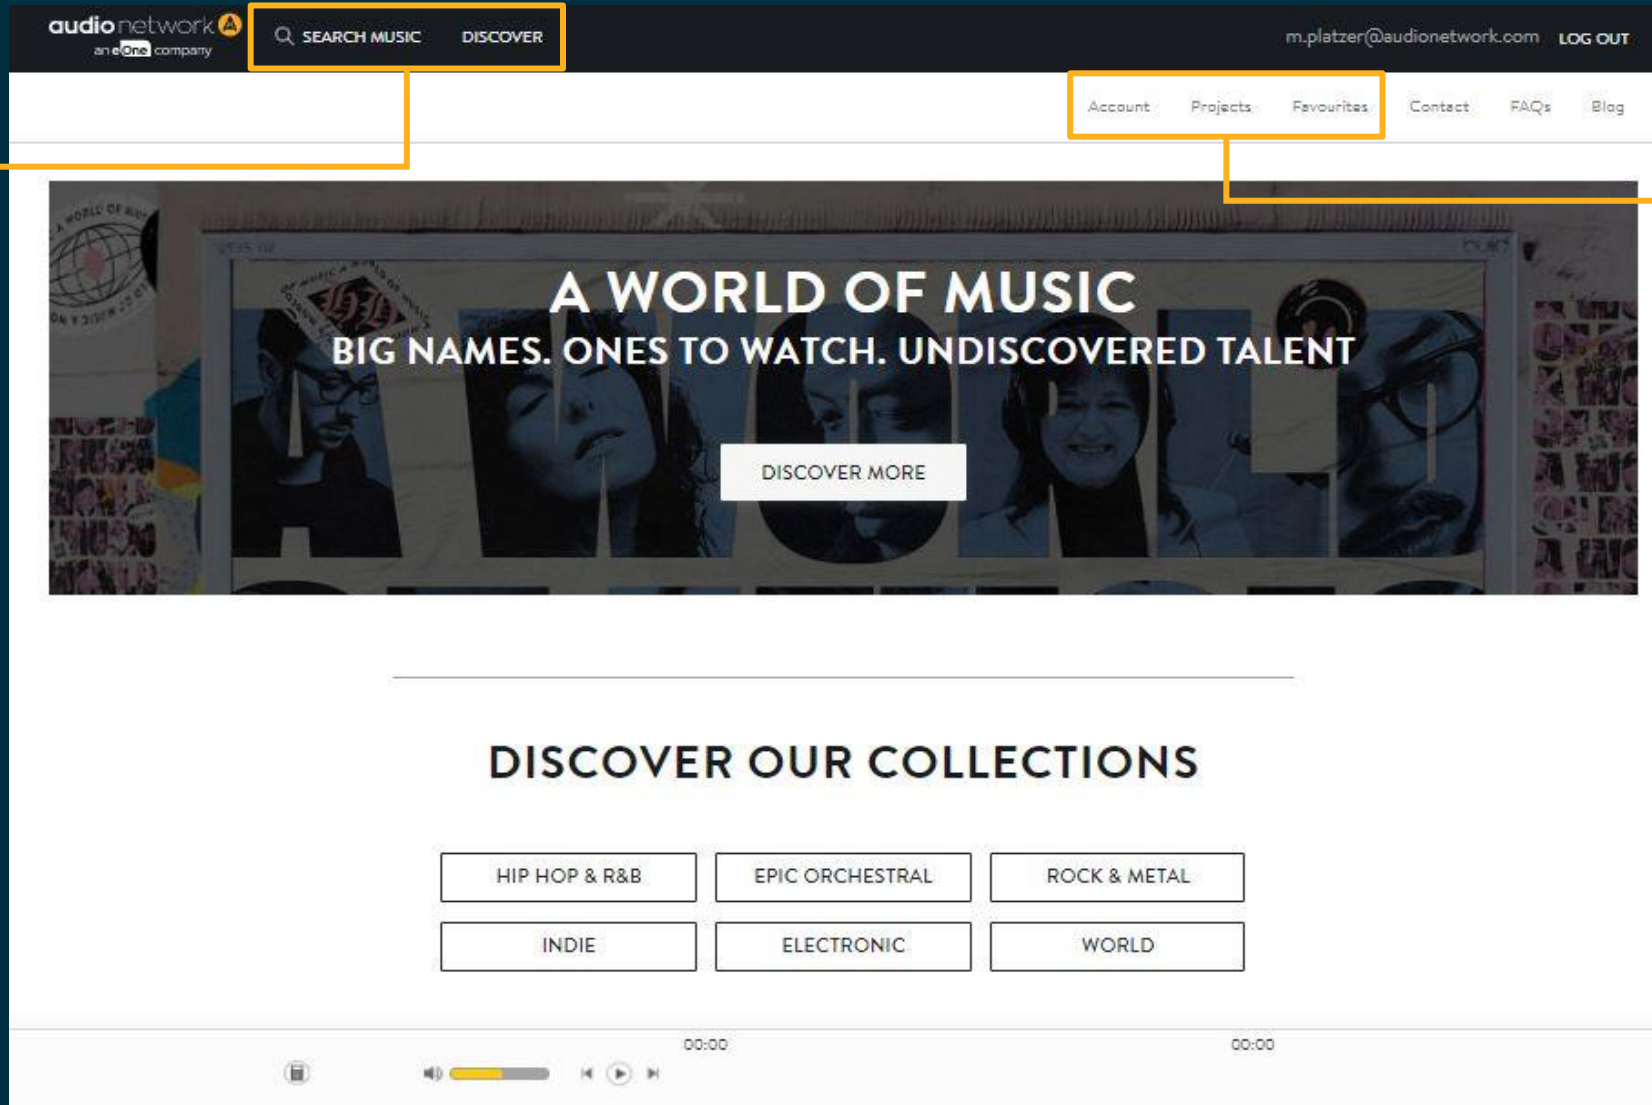 audionetwork
an eOne company
SEARCH MUSIC DISCOVER
m.platzer@audionetwork.com LOG OUT
Account Projects Favourites Contact FAQs Blog
A WORLD OF MUSIC
BIG NAMES. ONES TO WATCH. UNDISCOVERED TALENT
A WORLD
DISCOVER MORE
DISCOVER OUR COLLECTIONS
HIP HOP & R&B EPIC ORCHESTRAL ROCK & METAL
INDIE ELECTRONIC WORLD
00:00 00:00